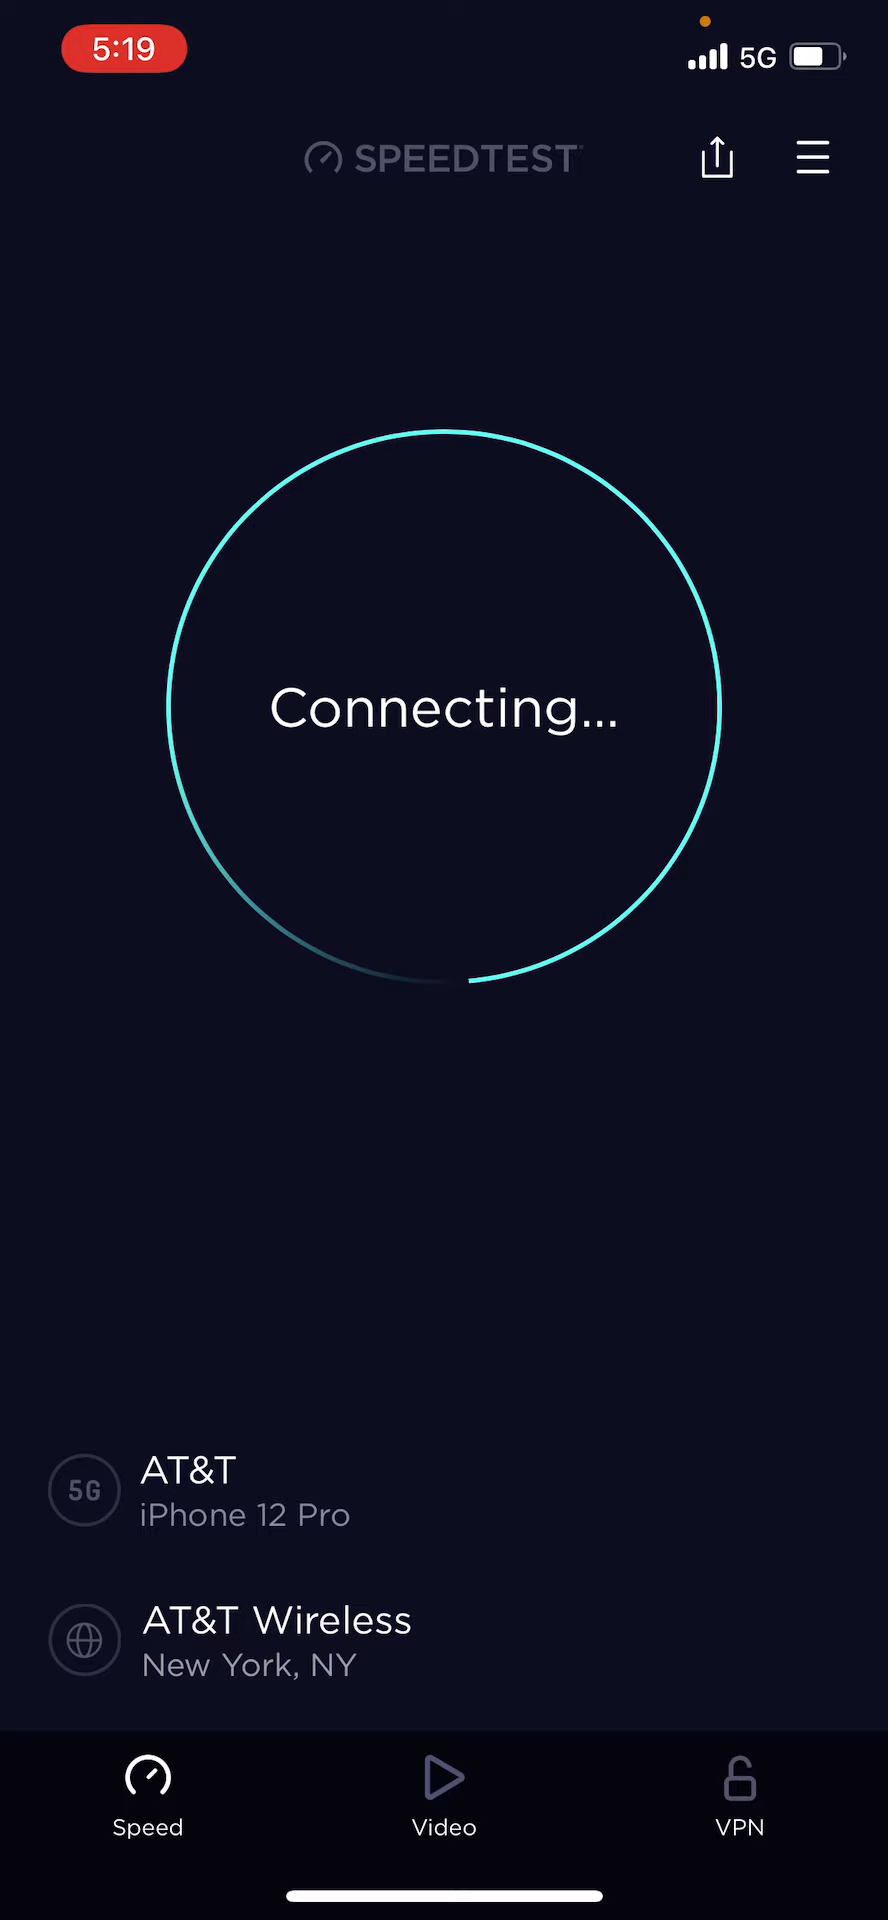 5:19
5G
SPEEDTEST
Connecting...
5G
AT&T
iPhone 12 Pro
AT&T Wireless
New York, NY
Speed
Video
VPN